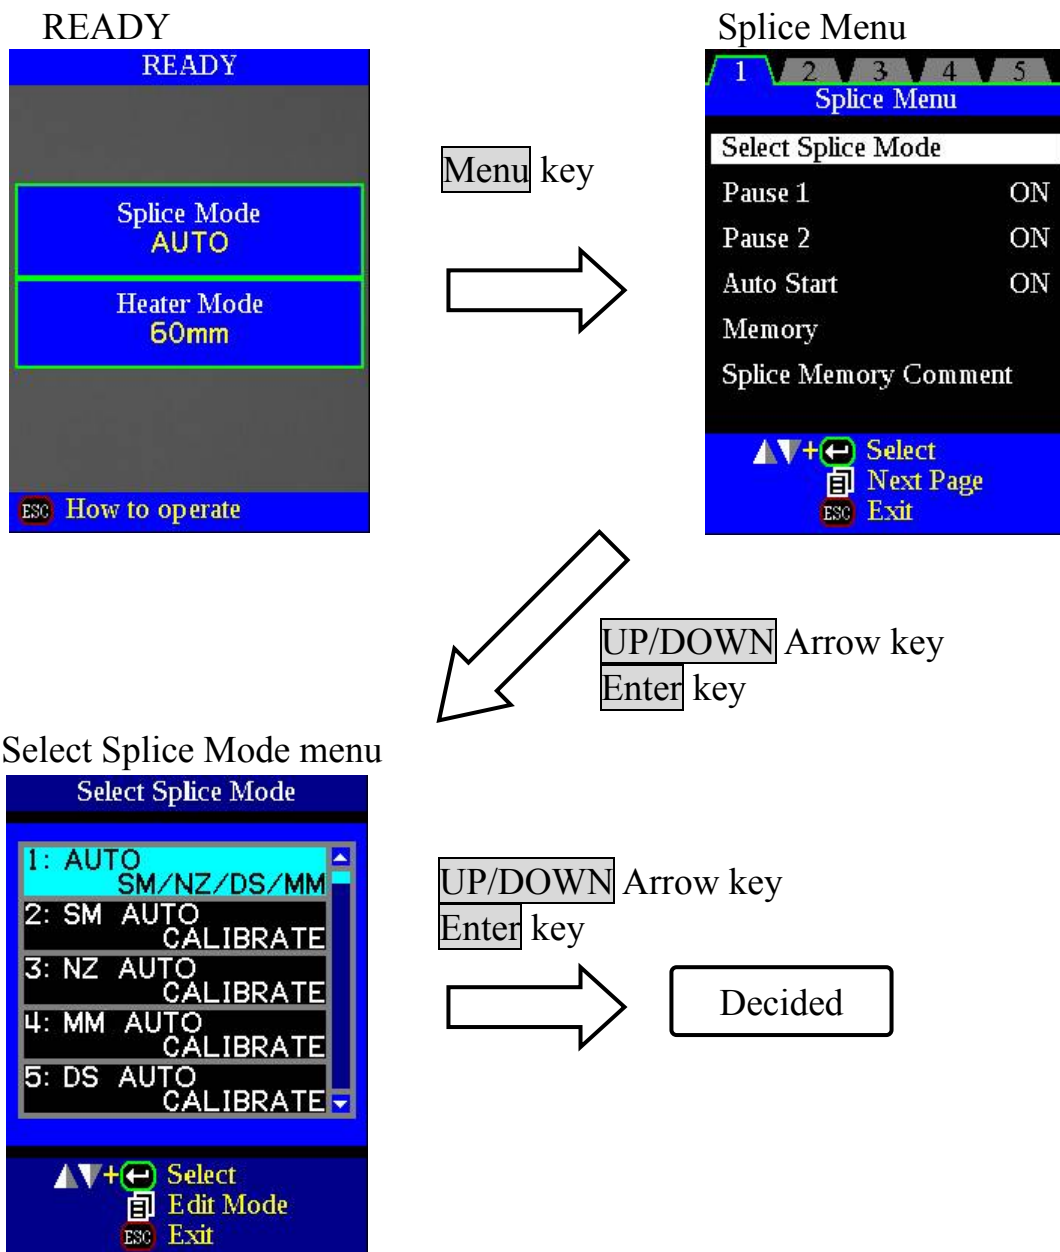 READY
READY
Splice Mode
AUTO
Heater Mode
60mm
ESC How to operate
Menu key
Splice Menu
1 2 3 4 5
Splice Menu
Select Splice Mode
Pause 1 ON
Pause 2 ON
Auto Start ON
Memory
Splice Memory Comment
+ Select
Next Page
ESC Exit
UP/DOWN Arrow key
Enter key
Select Splice Mode menu
Select Splice Mode
1: AUTO
SM/NZ/DS/MM
2: SM AUTO
CALIBRATE
3: NZ AUTO
CALIBRATE
4: MM AUTO
CALIBRATE
5: DS AUTO
CALIBRATE
+ Select
Edit Mode
ESC Exit
UP/DOWN Arrow key
Enter key
Decided